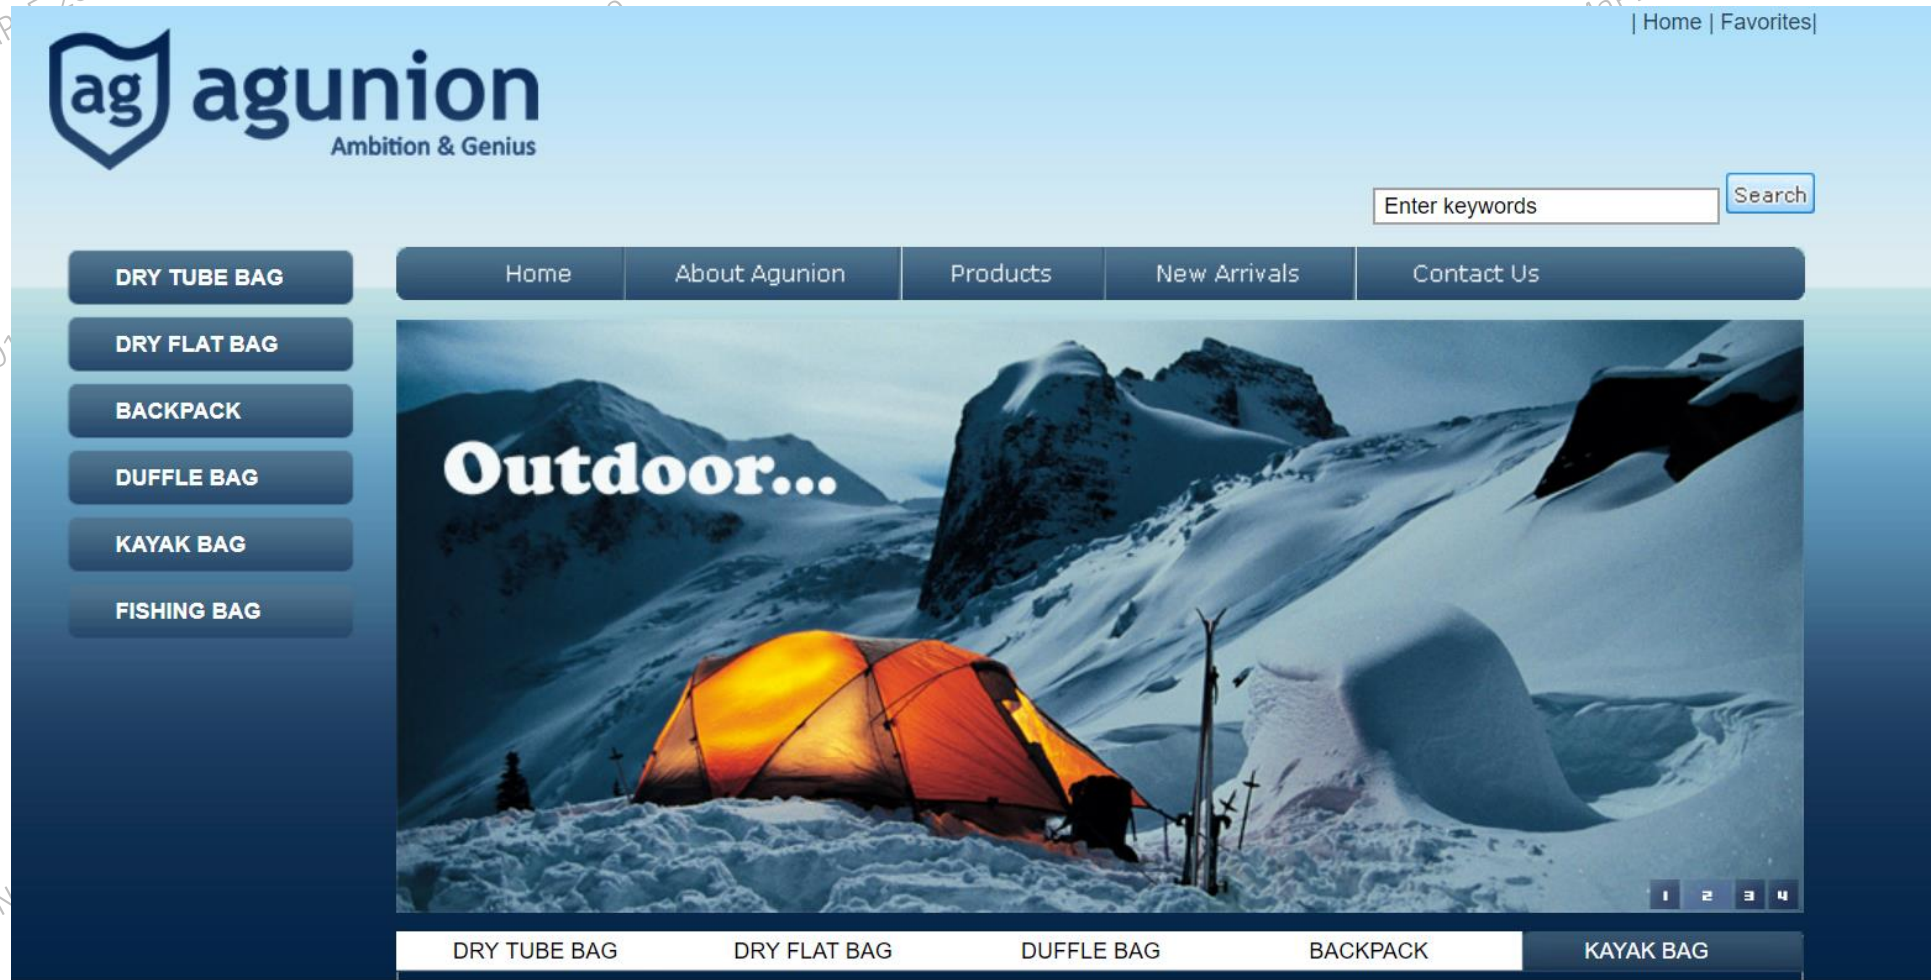 | Home | Favorites|
ag agunion
Ambition & Genius
Enter keywords Search
Home About Agunion Products New Arrivals Contact Us
DRY TUBE BAG
DRY FLAT BAG
BACKPACK
DUFFLE BAG
KAYAK BAG
FISHING BAG
Outdoor...
1 2 3 4
DRY TUBE BAG DRY FLAT BAG DUFFLE BAG BACKPACK KAYAK BAG